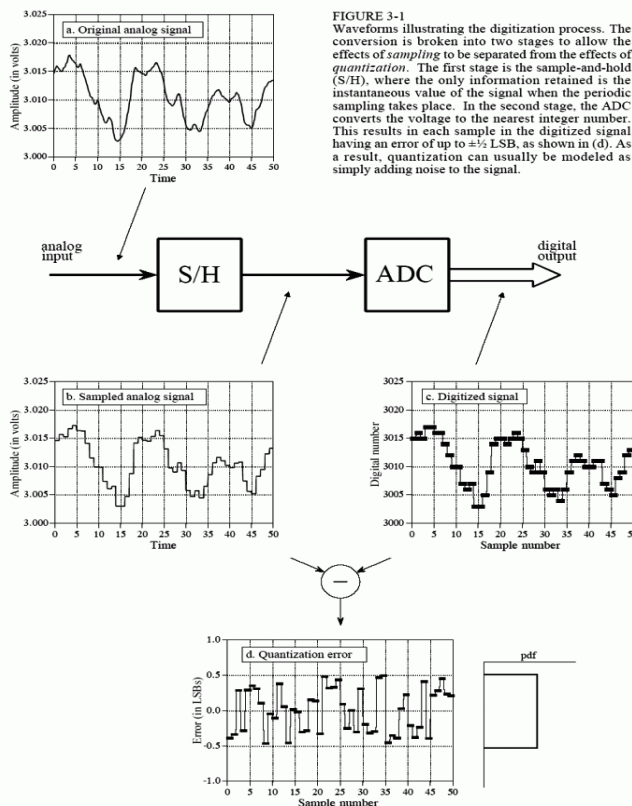 FIGURE 3-1
Waveforms illustrating the digitization process. The
conversion is broken into two stages to allow the
effects of sampling to be separated from the effects of
quantization. The first stage is the sample-and-hold
(S/H), where the only information retained is the
instantaneous value of the signal when the periodic
sampling takes place. In the second stage, the ADC
converts the voltage to the nearest integer number.
This results in each sample in the digitized signal
having an error of up to ±½ LSB, as shown in (d). As
a result, quantization can usually be modeled as
simply adding noise to the signal.
a. Original analog signal
Amplitude (in volts)
3.025
3.020
3.015
3.010
3.005
3.000
0 5 10 15 20 25 30 35 40 45 50
Time
analog
input
S/H
ADC
digital
output
b. Sampled analog signal
Amplitude (in volts)
3.025
3.020
3.015
3.010
3.005
3.000
0 5 10 15 20 25 30 35 40 45 50
Time
c. Digitized signal
Digital number
3025
3020
3015
3010
3005
3000
0 5 10 15 20 25 30 35 40 45 50
Sample number
−
d. Quantization error
Error (in LSBs)
1.0
0.5
0.0
-0.5
-1.0
0 5 10 15 20 25 30 35 40 45 50
Sample number
pdf